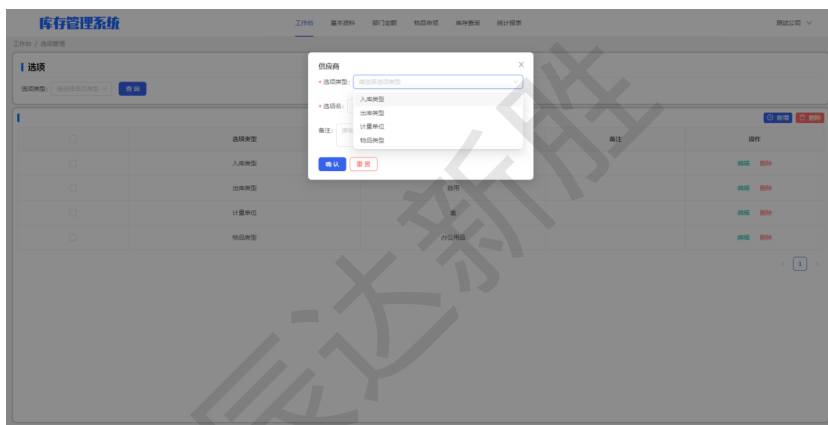 库存管理系统 工作台 基本资料 部门出额 物品申领 库存查询 统计报表 测试公司
工作台 / 选项管理
选项
选项类型: 请选择选项类型 查 询
新增 删除
选项类型 备注 操作
入库类型 编辑 删除
出库类型 自用 编辑 删除
计量单位 盒 编辑 删除
物品类型 办公用品 编辑 删除
1
供应商
* 选项类型: 请选择选项类型
入库类型
* 选项名:
出库类型
计量单位
备注:
物品类型
确 认 重 置
辰达新胜